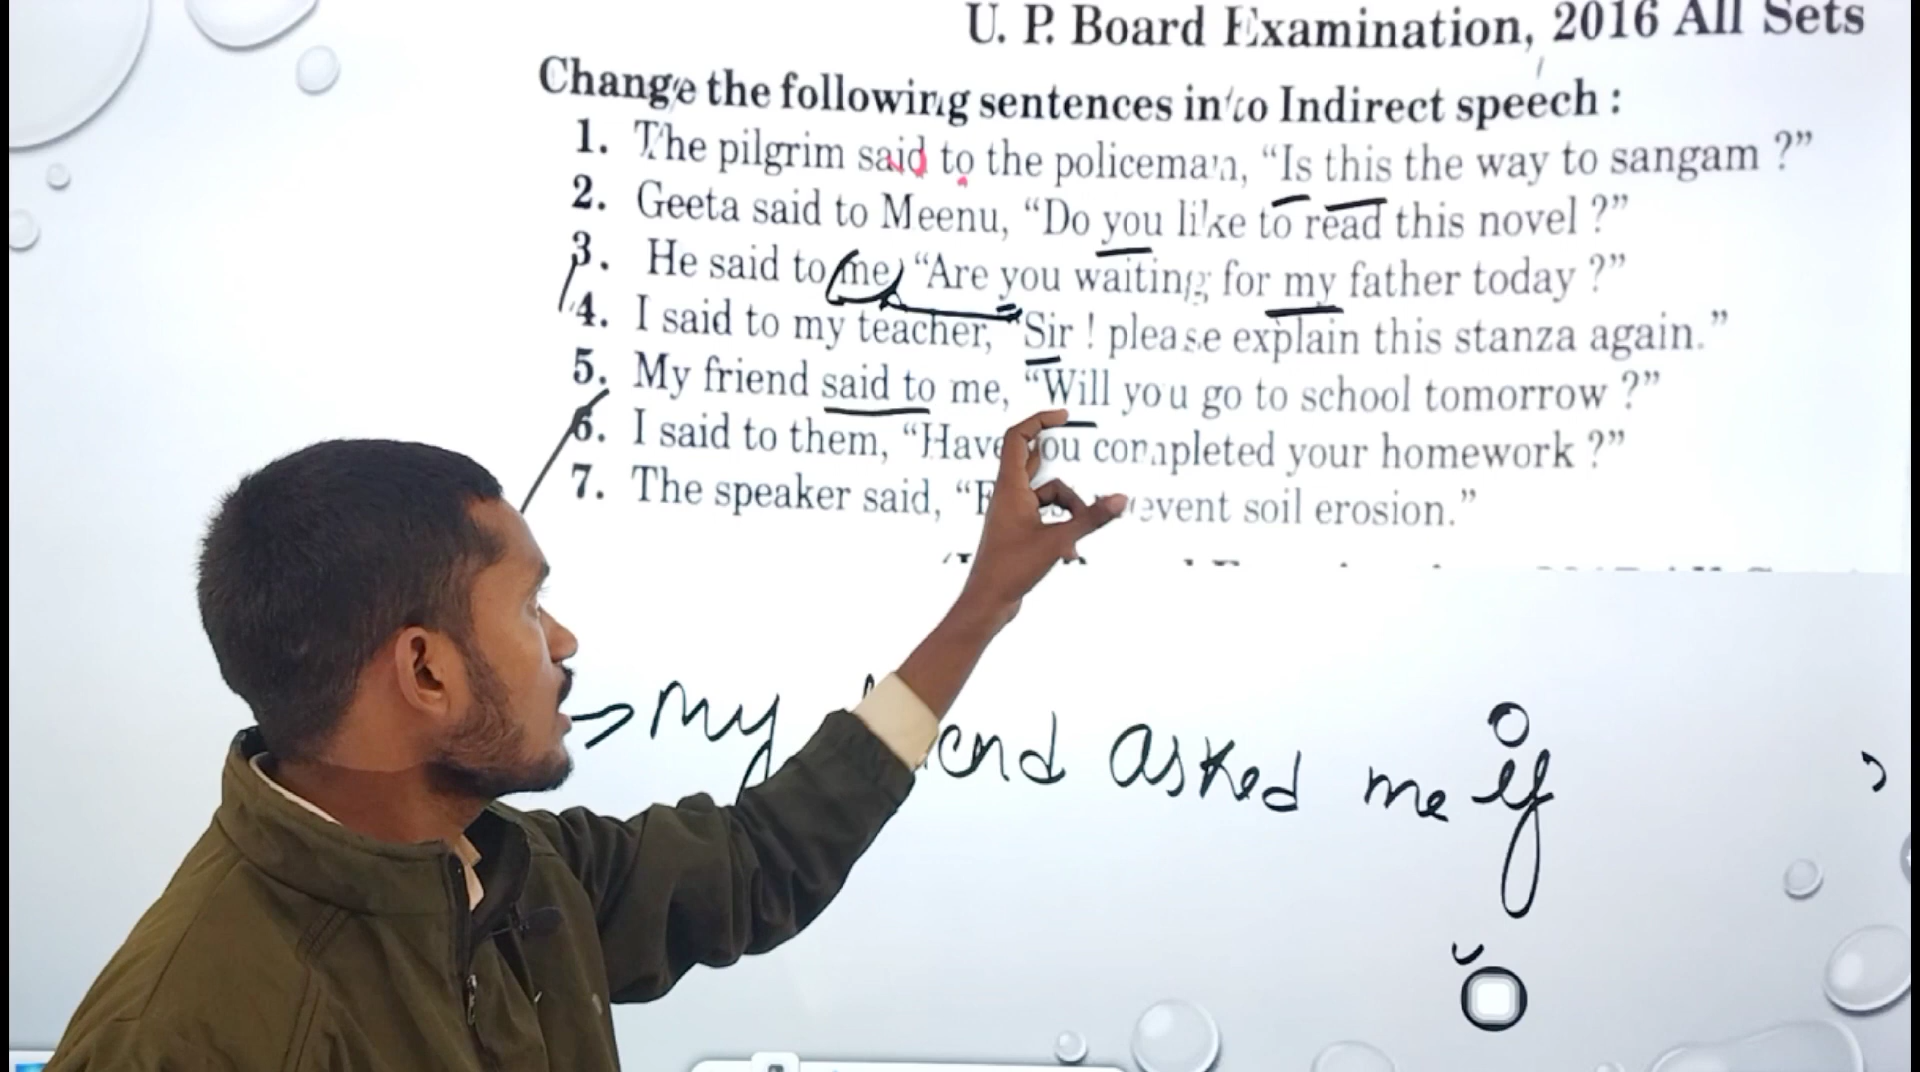 U. P. Board Examination, 2016 All Sets
Change the following sentences into Indirect speech :
1. The pilgrim said to the policeman, “Is this the way to sangam ?”
2. Geeta said to Meenu, “Do you like to read this novel ?”
3. He said to me, “Are you waiting for my father today ?”
4. I said to my teacher, “Sir ! please explain this stanza again.”
5. My friend said to me, “Will you go to school tomorrow ?”
6. I said to them, “Have you completed your homework ?”
7. The speaker said, “ prevent soil erosion.”
my friend asked me if